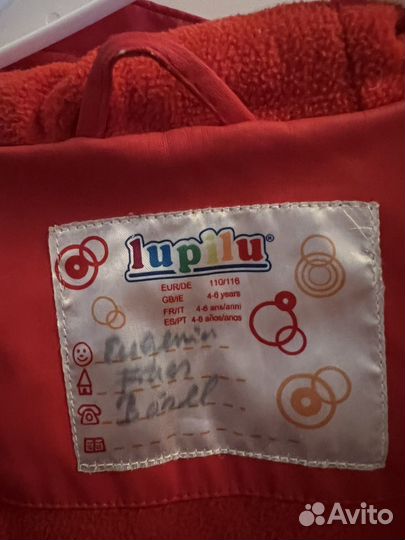 lupilu®
EUR/DE 110/116
GB/IE 4-6 years
FR/IT 4-6 ans/anni
ES/PT 4-6 años/anos
Avito